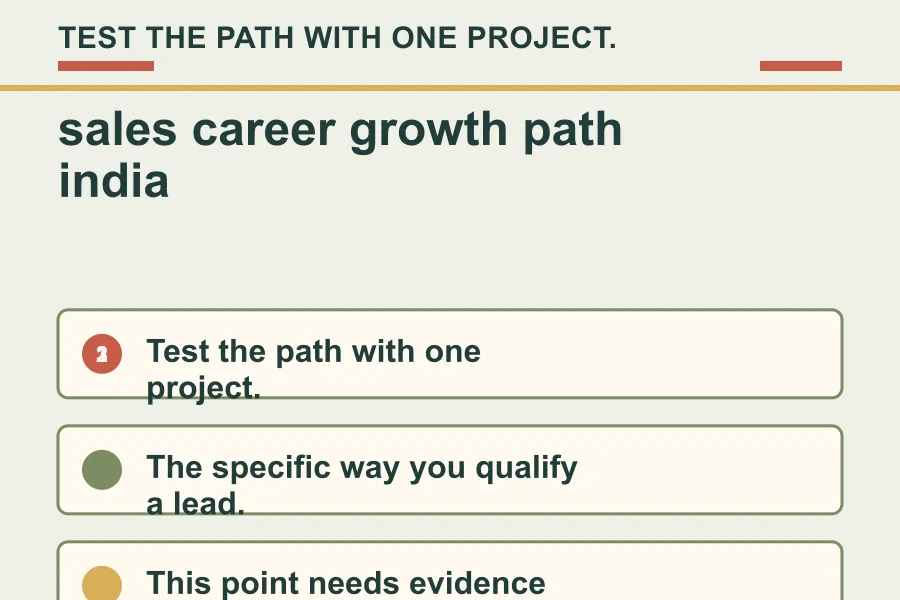 TEST THE PATH WITH ONE PROJECT.
sales career growth path
india
Test the path with one
project.
The specific way you qualify
a lead.
This point needs evidence